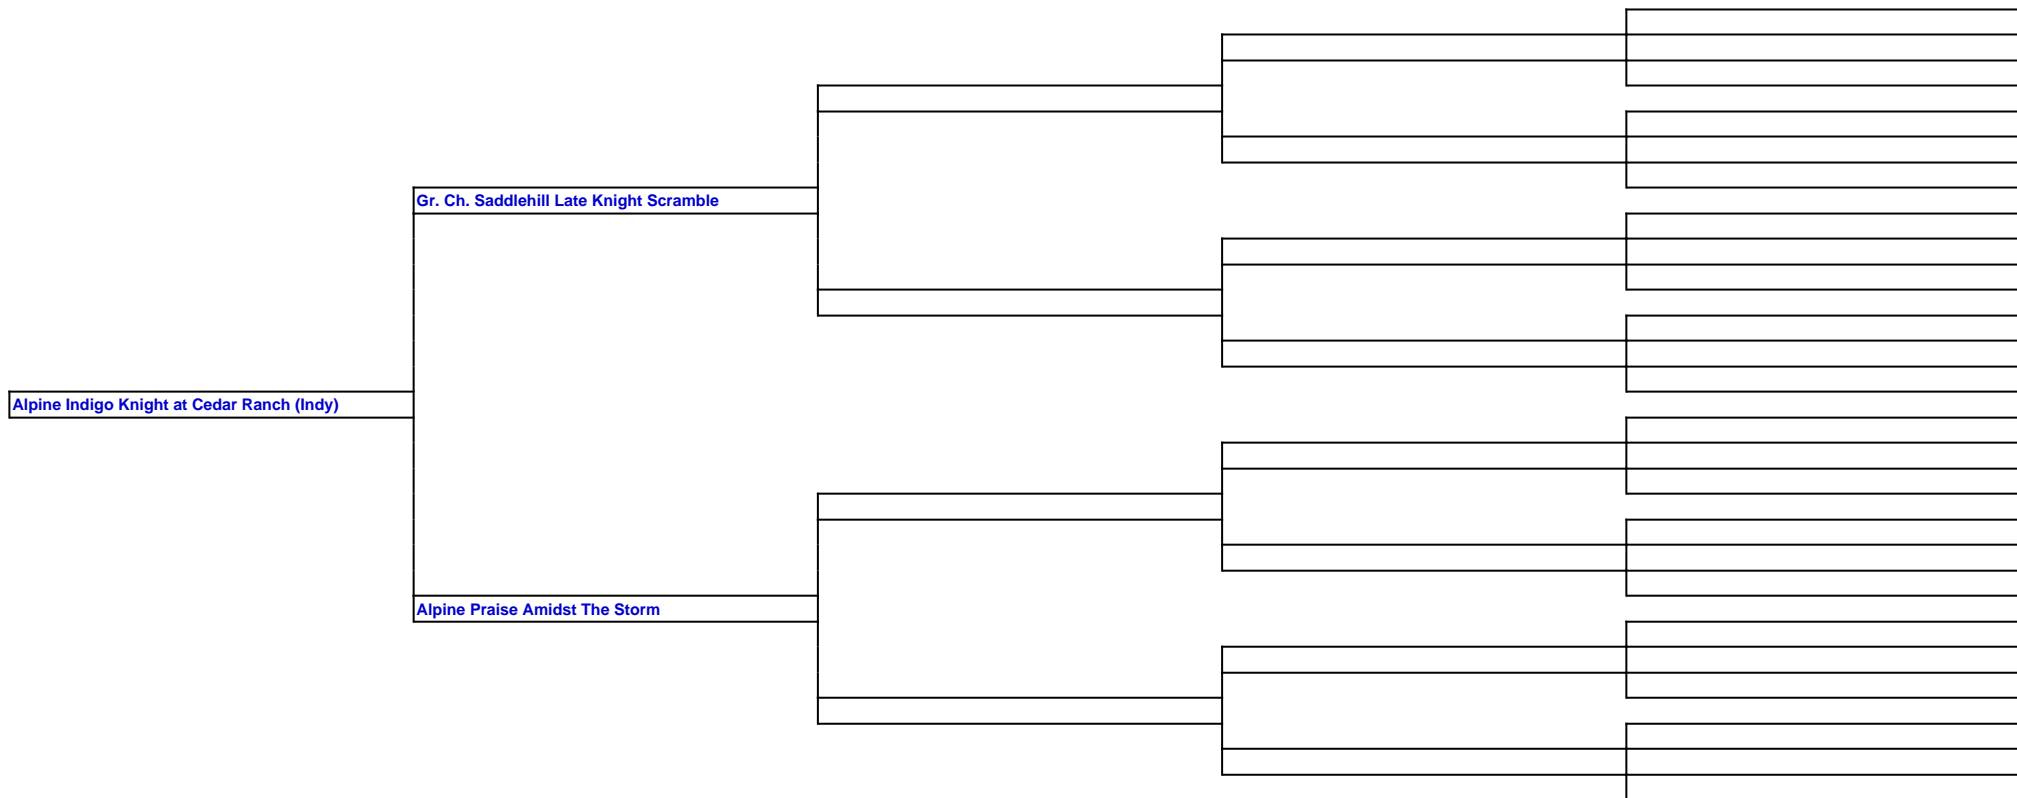 Gr. Ch. Saddlehill Late Knight Scramble
Alpine Indigo Knight at Cedar Ranch (Indy)
Alpine Praise Amidst The Storm